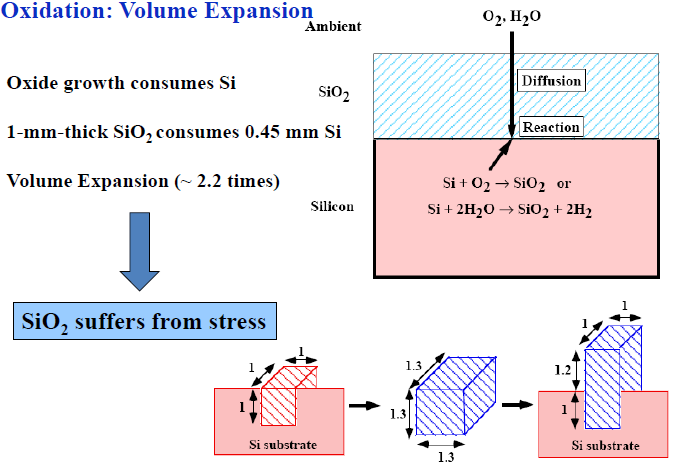 Oxidation: Volume Expansion
Ambient
O₂, H₂O
Oxide growth consumes Si
SiO₂
Diffusion
1-mm-thick SiO₂ consumes 0.45 mm Si
Reaction
Volume Expansion (~ 2.2 times)
Si + O₂ → SiO₂ or
Silicon
Si + 2H₂O → SiO₂ + 2H₂
SiO₂ suffers from stress
1
1
1
Si substrate
1.3
1.3
1.3
1
1
1.2
1
Si substrate